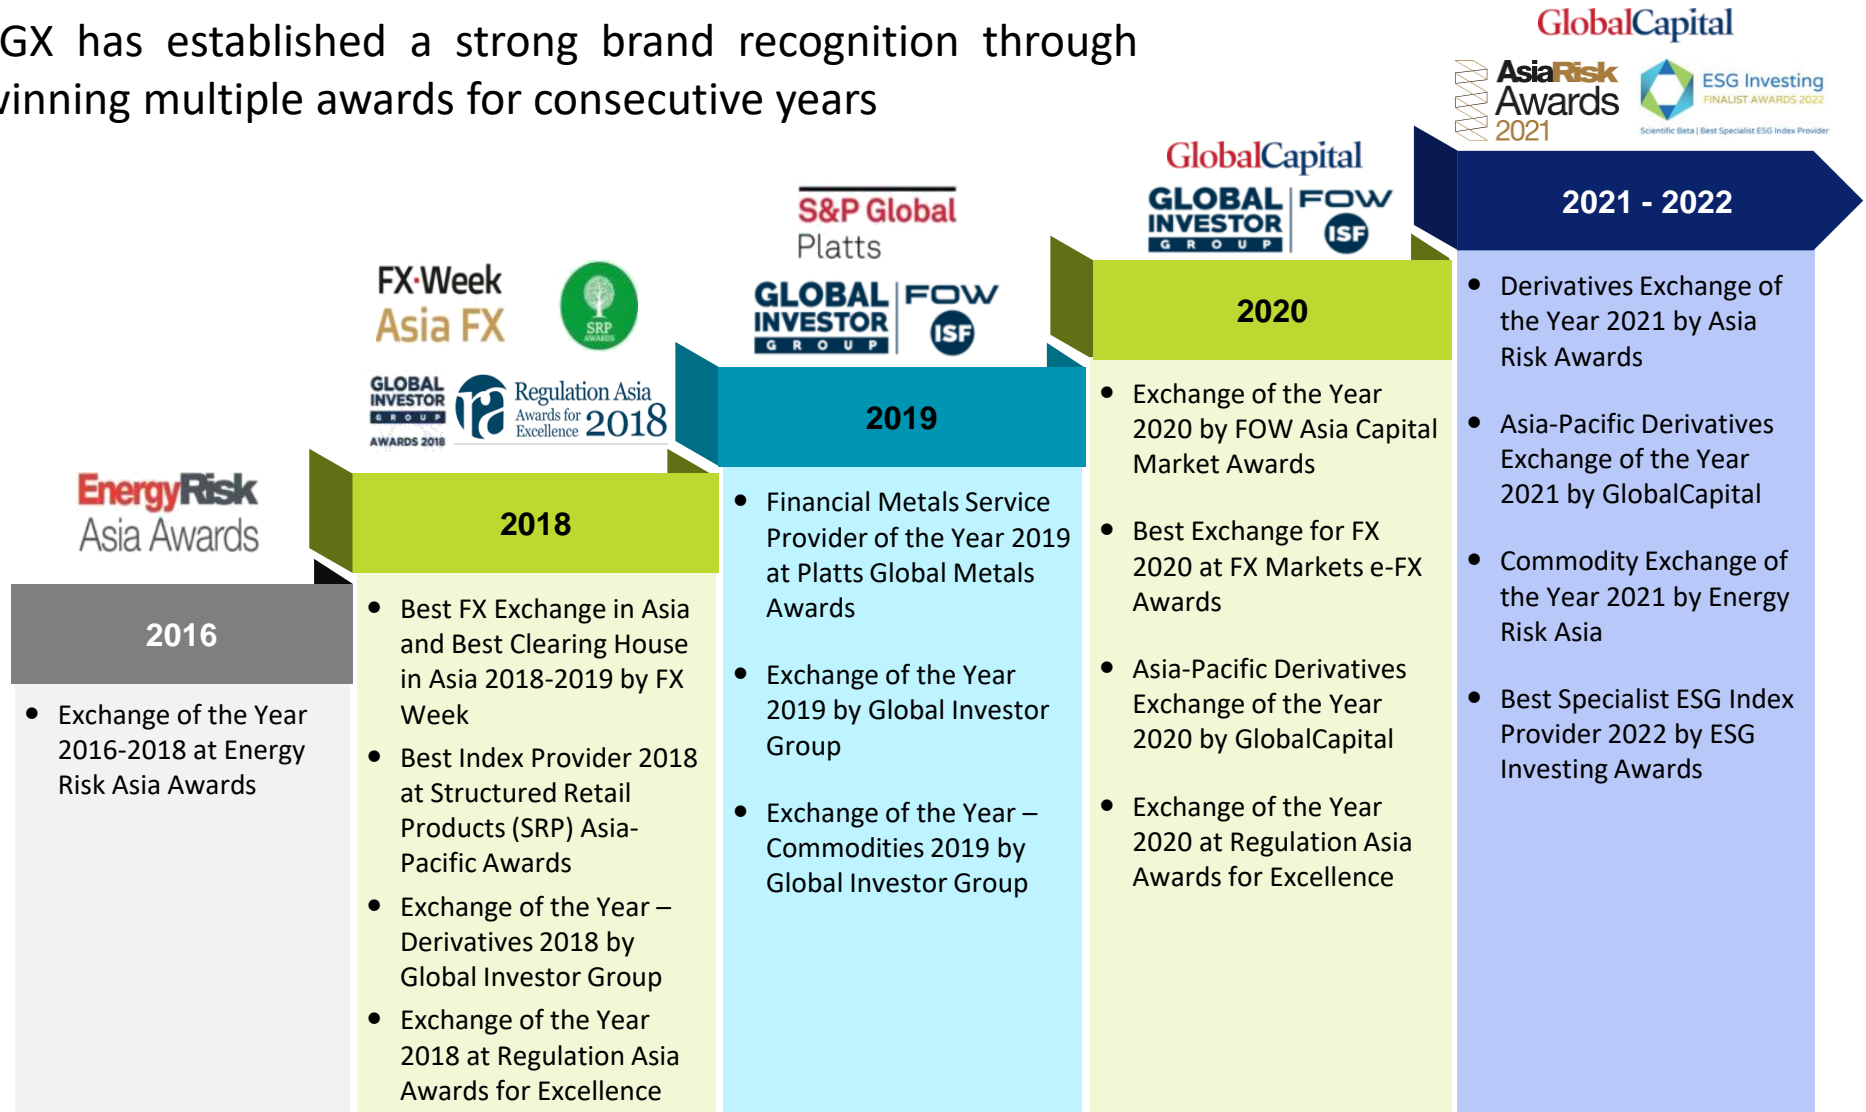 GX has established a strong brand recognition through
winning multiple awards for consecutive years
GlobalCapital
AsiaRisk
Awards
2021
ESG Investing
FINALIST AWARDS 2022
Scientific Beta | Best Specialist ESG Index Provider
2021 - 2022
• Derivatives Exchange of
the Year 2021 by Asia
Risk Awards
• Asia-Pacific Derivatives
Exchange of the Year
2021 by GlobalCapital
• Commodity Exchange of
the Year 2021 by Energy
Risk Asia
• Best Specialist ESG Index
Provider 2022 by ESG
Investing Awards
GlobalCapital
GLOBAL
INVESTOR
GROUP
FOW
ISF
2020
• Exchange of the Year
2020 by FOW Asia Capital
Market Awards
• Best Exchange for FX
2020 at FX Markets e-FX
Awards
• Asia-Pacific Derivatives
Exchange of the Year
2020 by GlobalCapital
• Exchange of the Year
2020 at Regulation Asia
Awards for Excellence
S&P Global
Platts
GLOBAL
INVESTOR
GROUP
FOW
ISF
2019
• Financial Metals Service
Provider of the Year 2019
at Platts Global Metals
Awards
• Exchange of the Year
2019 by Global Investor
Group
• Exchange of the Year –
Commodities 2019 by
Global Investor Group
FX·Week
Asia FX
SRP
AWARDS
GLOBAL
INVESTOR
GROUP
AWARDS 2018
ra
Regulation Asia
Awards for
Excellence 2018
2018
• Best FX Exchange in Asia
and Best Clearing House
in Asia 2018-2019 by FX
Week
• Best Index Provider 2018
at Structured Retail
Products (SRP) Asia-
Pacific Awards
• Exchange of the Year –
Derivatives 2018 by
Global Investor Group
• Exchange of the Year
2018 at Regulation Asia
Awards for Excellence
EnergyRisk
Asia Awards
2016
• Exchange of the Year
2016-2018 at Energy
Risk Asia Awards